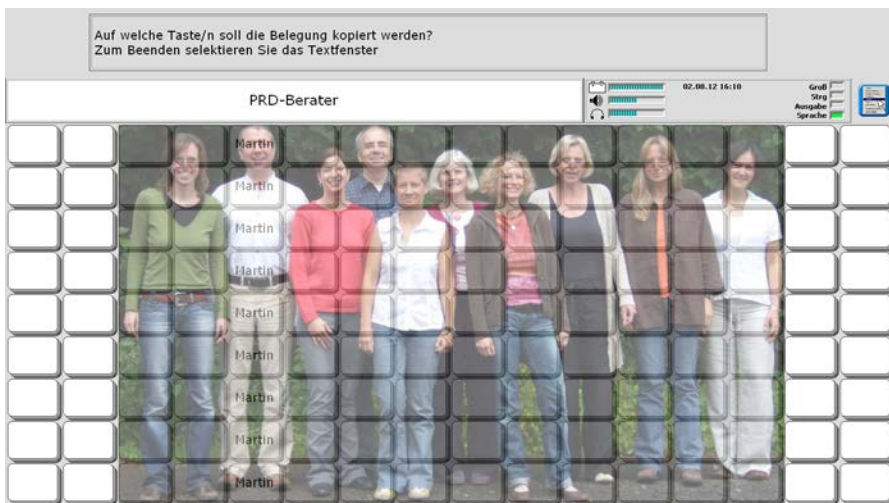 Auf welche Taste/n soll die Belegung kopiert werden?
Zum Beenden selektieren Sie das Textfenster
PRD-Berater
02.08.12 16:10
Groß
Strg
Ausgabe
Sprache
Martin
Martin
Martin
Martin
Martin
Martin
Martin
Martin
Martin